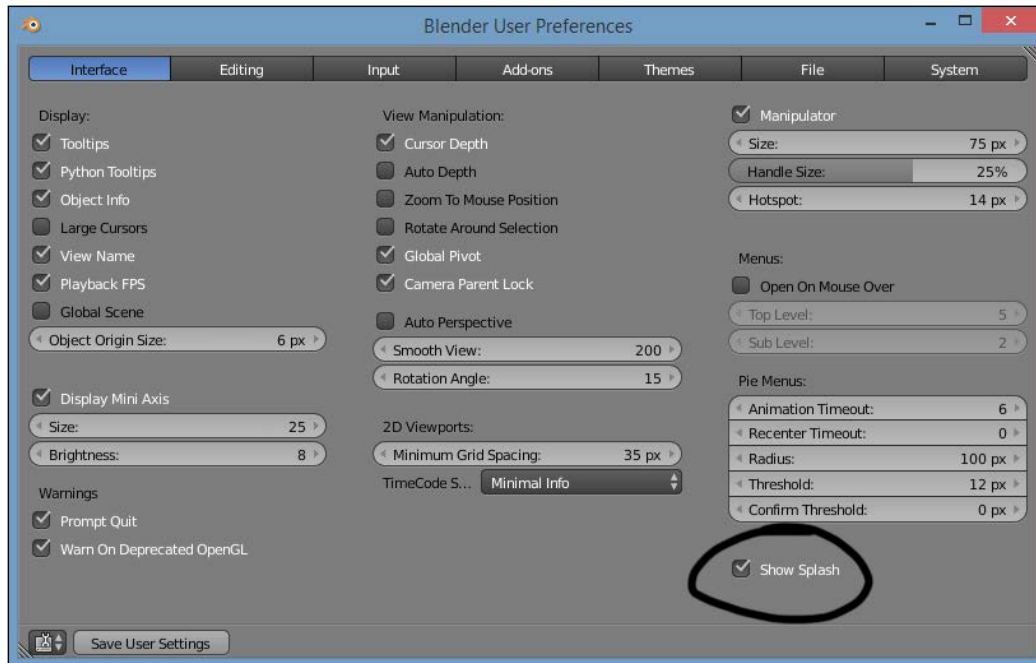 Blender User Preferences
Interface Editing Input Add-ons Themes File System
Display:
Tooltips
Python Tooltips
Object Info
Large Cursors
View Name
Playback FPS
Global Scene
Object Origin Size: 6 px
Display Mini Axis
Size: 25
Brightness: 8
Warnings
Prompt Quit
Warn On Deprecated OpenGL
View Manipulation:
Cursor Depth
Auto Depth
Zoom To Mouse Position
Rotate Around Selection
Global Pivot
Camera Parent Lock
Auto Perspective
Smooth View: 200
Rotation Angle: 15
2D Viewports:
Minimum Grid Spacing: 35 px
TimeCode S... Minimal Info
Manipulator
Size: 75 px
Handle Size: 25%
Hotspot: 14 px
Menus:
Open On Mouse Over
Top Level: 5
Sub Level: 2
Pie Menus:
Animation Timeout: 6
Recenter Timeout: 0
Radius: 100 px
Threshold: 12 px
Confirm Threshold: 0 px
Show Splash
Save User Settings